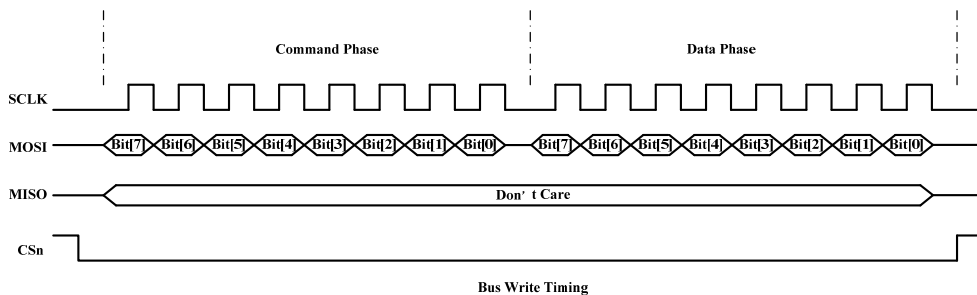 Command Phase Data Phase
SCLK
MOSI Bit[7] Bit[6] Bit[5] Bit[4] Bit[3] Bit[2] Bit[1] Bit[0] Bit[7] Bit[6] Bit[5] Bit[4] Bit[3] Bit[2] Bit[1] Bit[0]
MISO Don’t Care
CSn
Bus Write Timing